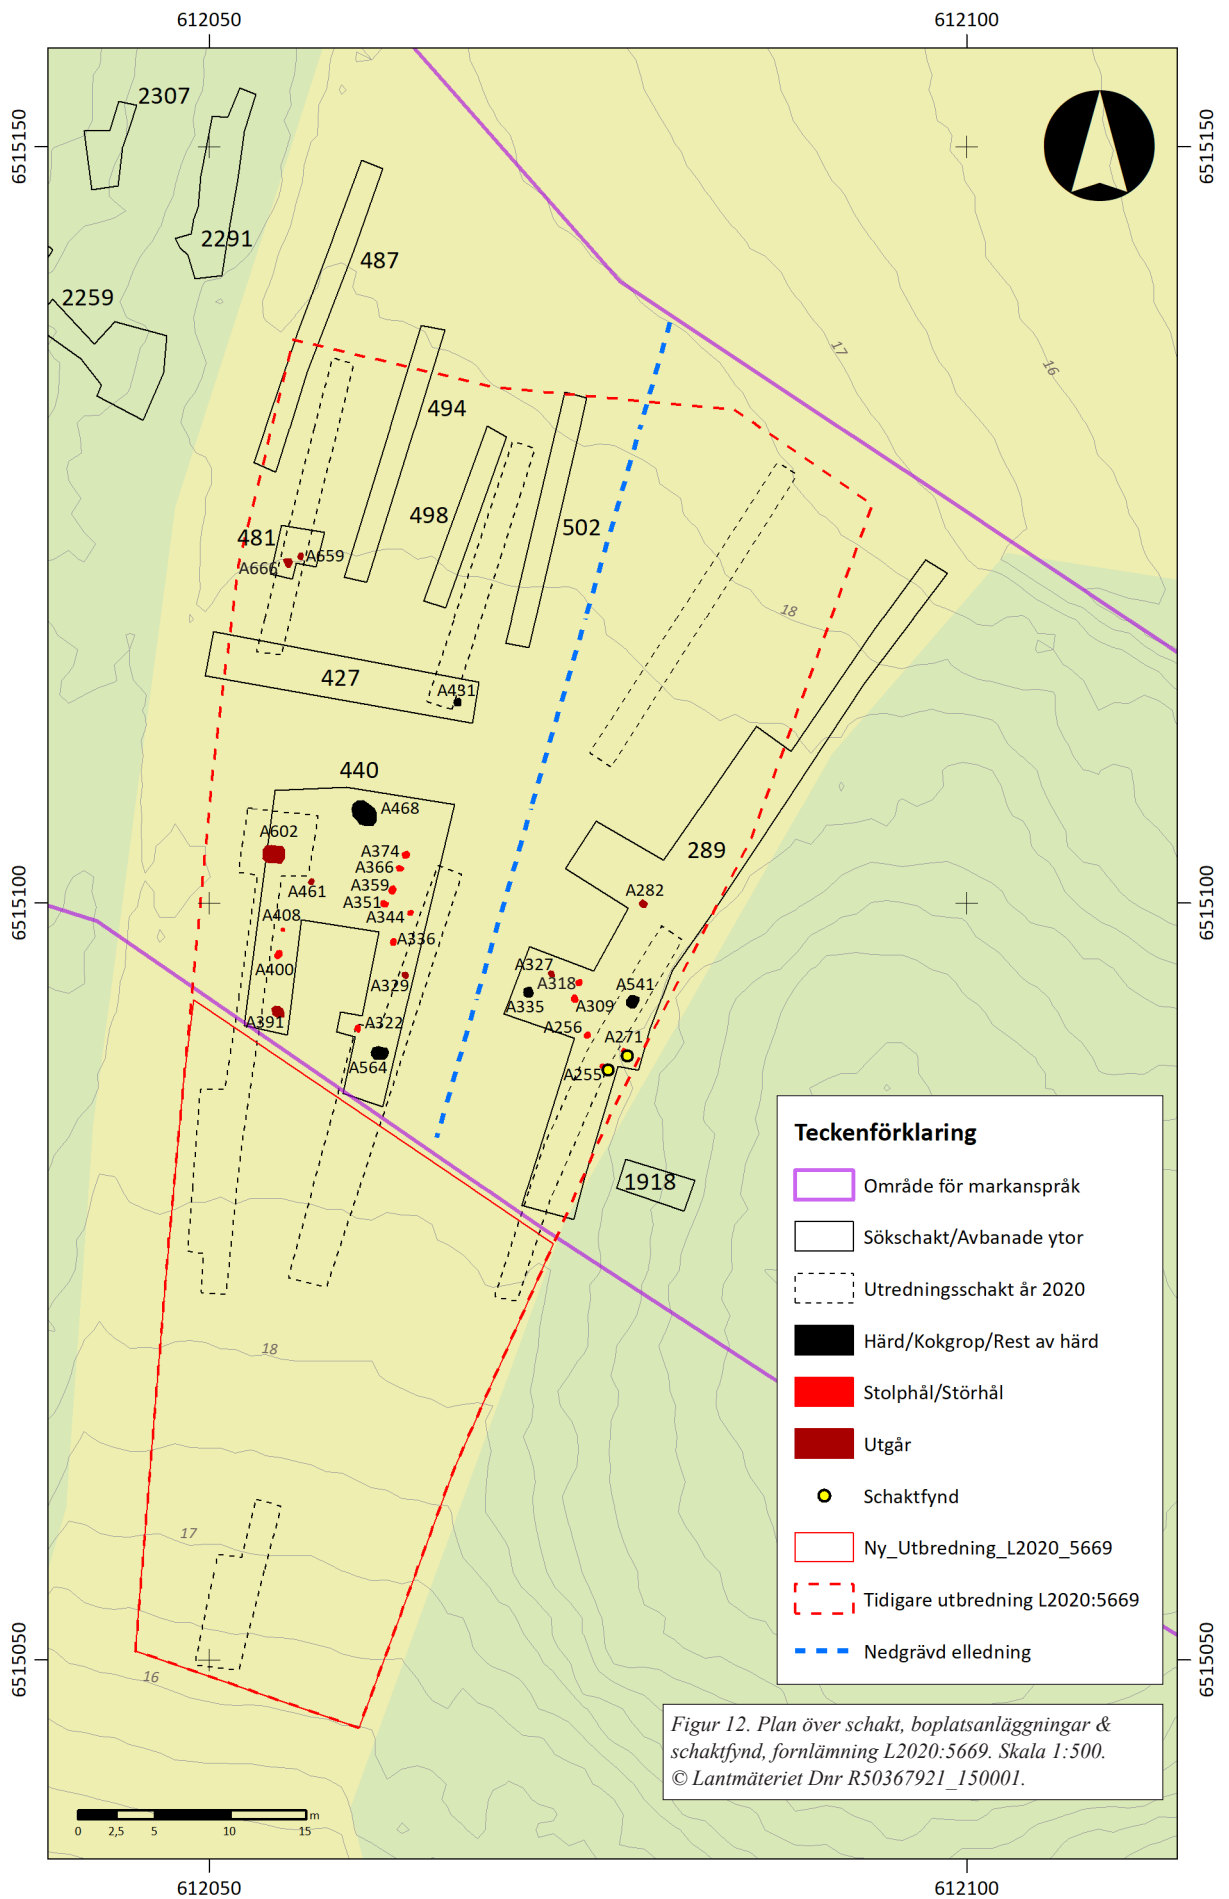 612050
612100
6515150
6515150
2307
2291
487
2259
17
16
494
498
502
481
A659
A666
18
427
A431
440
A468
A602
A374
A366
289
A461
A359
A282
A351
A408
A344
A336
A400
A327
A318
A541
A329
A335
A309
A391
A322
A256
A271
A564
A255
6515100
6515100
1918
18
17
16
Teckenförklaring
Område för markanspråk
Sökschakt/Avbanade ytor
Utredningsschakt år 2020
Härd/Kokgrop/Rest av härd
Stolphål/Störhål
Utgår
Schaktfynd
Ny_Utbredning_L2020_5669
Tidigare utbredning L2020:5669
Nedgrävd elledning
6515050
6515050
Figur 12. Plan över schakt, boplatsanläggningar &
schaktfynd, fornlämning L2020:5669. Skala 1:500.
© Lantmäteriet Dnr R50367921_150001.
m
0 2,5 5 10 15
612050
612100